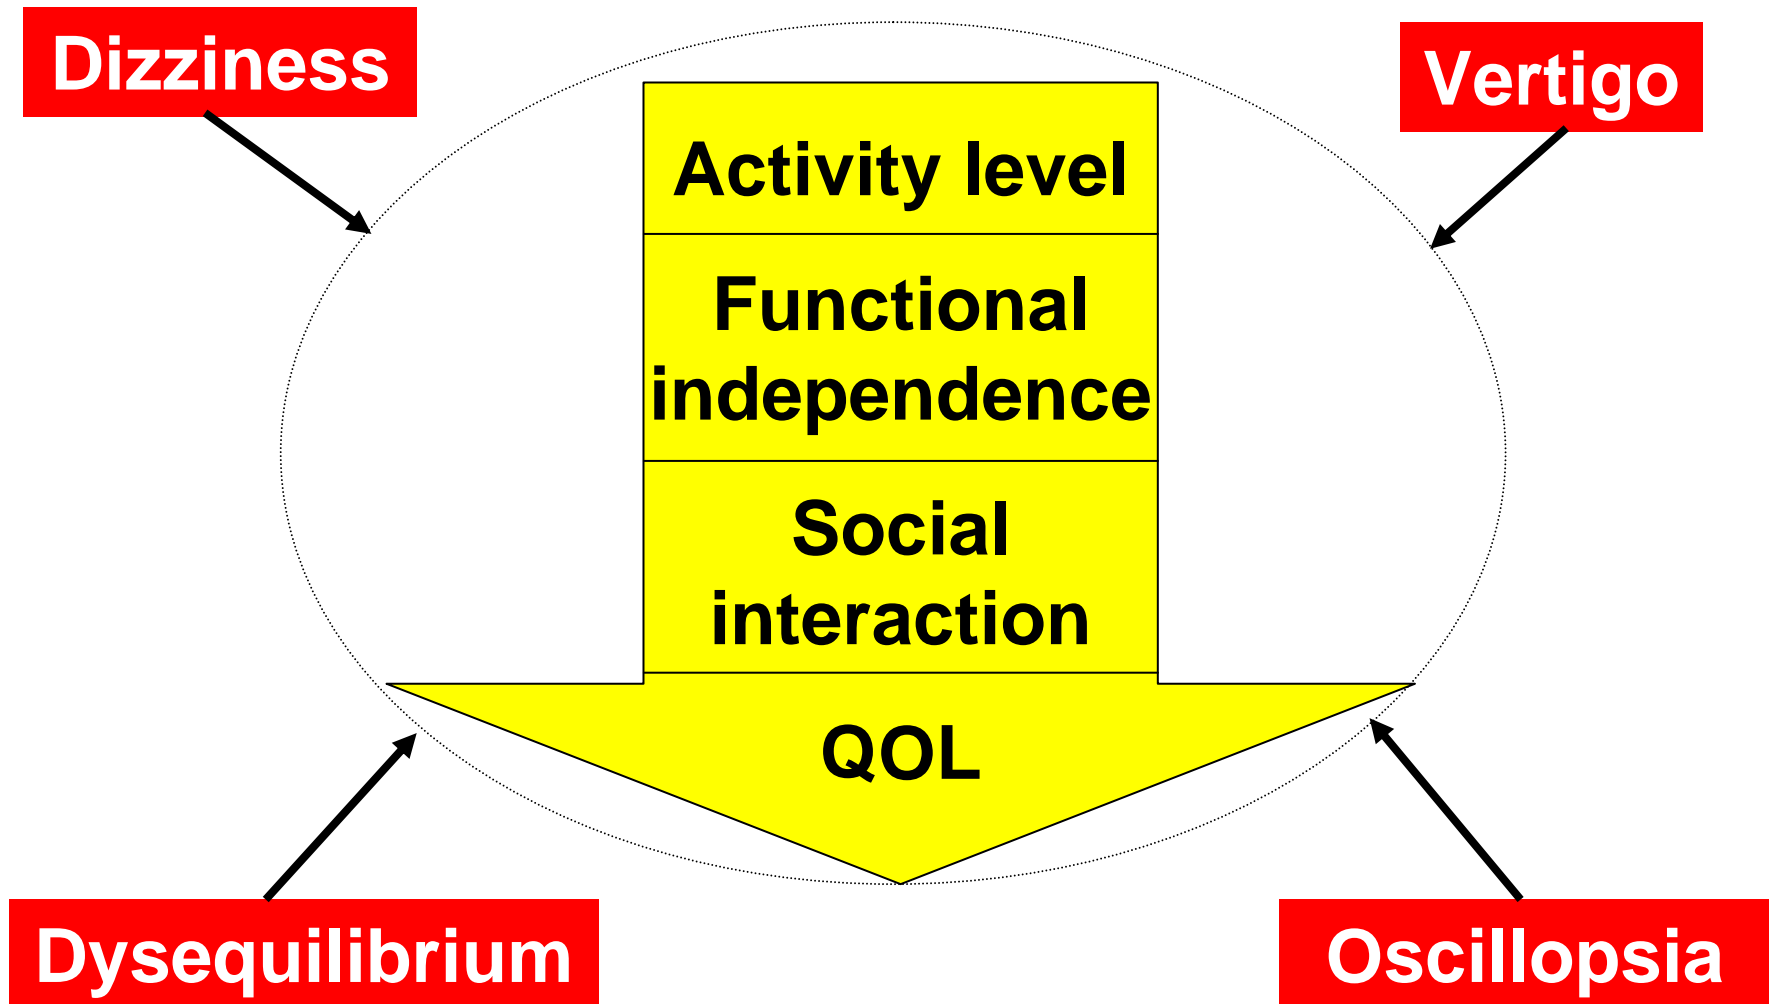 Dizziness
Vertigo
Activity level
Functional
independence
Social
interaction
QOL
Dysequilibrium
Oscillopsia